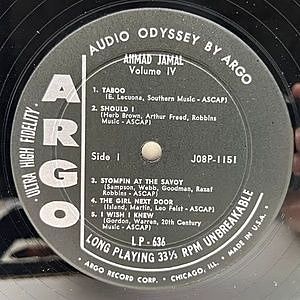 AUDIO ODYSSEY BY ARGO
AHMAD JAMAL
Volume IV
ULTRA HIGH FIDELITY
ARGO
1. TABOO
(E. Lecuona, Southern Music - ASCAP)
2. SHOULD I
(Herb Brown, Arthur Freed, Robbins
Music - ASCAP)
Side 1
J08P-1151
3. STOMPIN AT THE SAVOY
(Sampson, Webb, Goodman, Razaf
Robbins - ASCAP)
4. THE GIRL NEXT DOOR
(Island, Martin, Leo Feist - ASCAP)
5. I WISH I KNEW
(Gordon, Warren, 20th Century
Music - ASCAP)
LP - 636
LONG PLAYING 33⅓ RPM UNBREAKABLE
ARGO RECORD CORP. - CHICAGO, ILL. - MADE IN U.S.A.